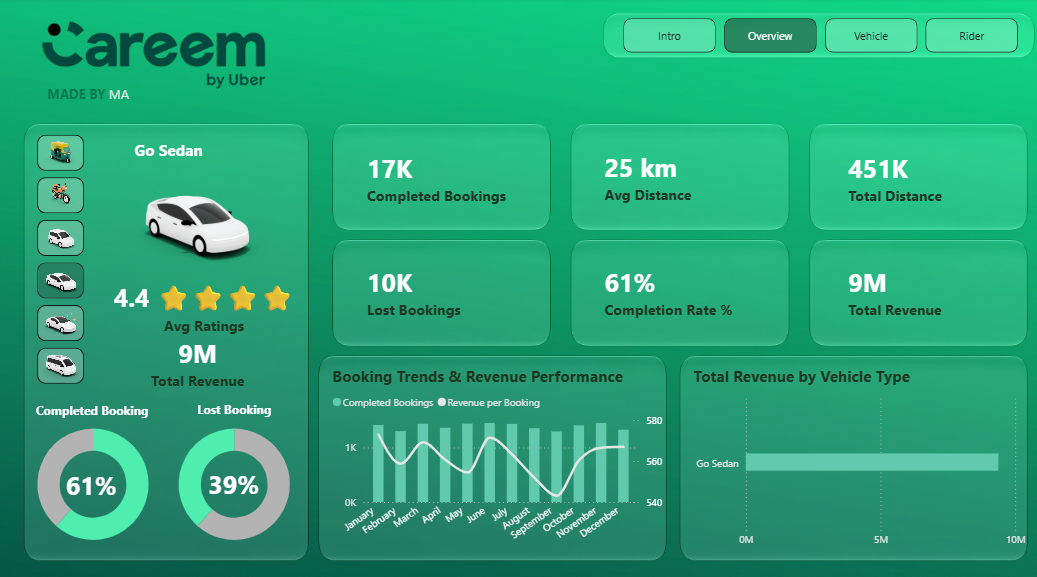 Careem
by Uber
MADE BY MA
Intro
Overview
Vehicle
Rider
Go Sedan
4.4
Avg Ratings
9M
Total Revenue
Completed Booking
Lost Booking
61%
39%
17K
Completed Bookings
25 km
Avg Distance
451K
Total Distance
10K
Lost Bookings
61%
Completion Rate %
9M
Total Revenue
Booking Trends & Revenue Performance
Completed Bookings
Revenue per Booking
1K
0K
580
560
540
January
February
March
April
May
June
July
August
September
October
November
December
Total Revenue by Vehicle Type
Go Sedan
0M
5M
10M